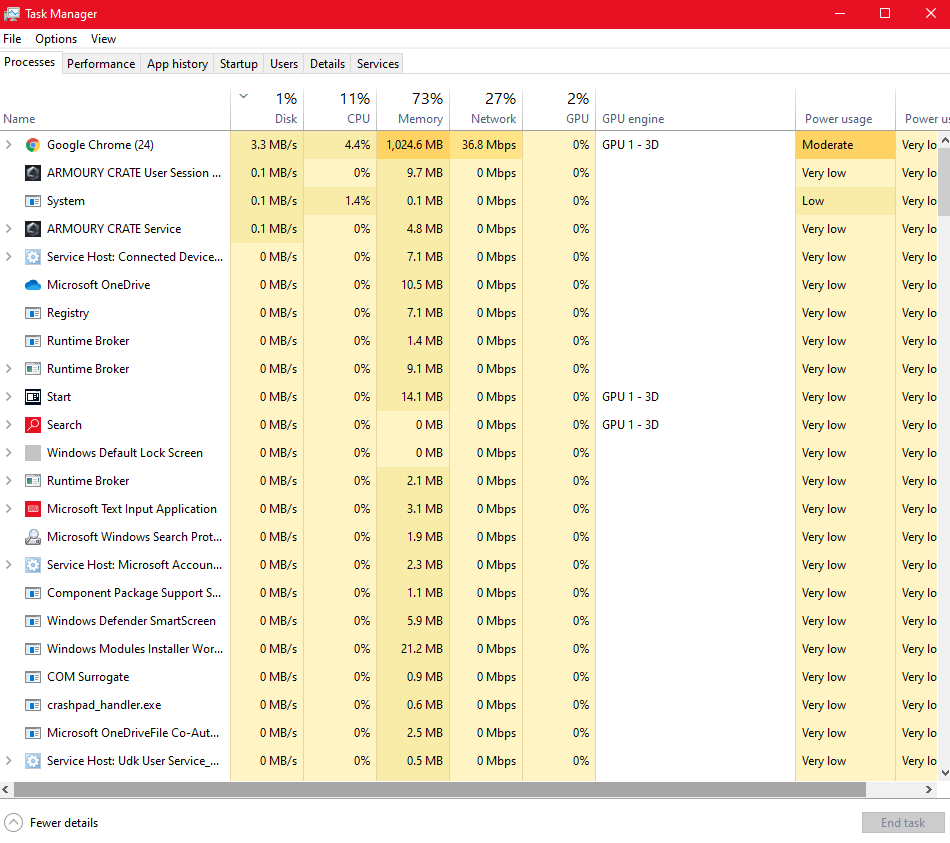 Task Manager
File Options View
Processes Performance App history Startup Users Details Services
1% 11% 73% 27% 2%
Name Disk CPU Memory Network GPU GPU engine Power usage Power us
Google Chrome (24) 3.3 MB/s 4.4% 1,024.6 MB 36.8 Mbps 0% GPU 1 - 3D Moderate Very lo
ARMOURY CRATE User Session ... 0.1 MB/s 0% 9.7 MB 0 Mbps 0% Very low Very lo
System 0.1 MB/s 1.4% 0.1 MB 0 Mbps 0% Low Very lo
ARMOURY CRATE Service 0.1 MB/s 0% 4.8 MB 0 Mbps 0% Very low Very lo
Service Host: Connected Device... 0 MB/s 0% 7.1 MB 0 Mbps 0% Very low Very lo
Microsoft OneDrive 0 MB/s 0% 10.5 MB 0 Mbps 0% Very low Very lo
Registry 0 MB/s 0% 7.1 MB 0 Mbps 0% Very low Very lo
Runtime Broker 0 MB/s 0% 1.4 MB 0 Mbps 0% Very low Very lo
Runtime Broker 0 MB/s 0% 9.1 MB 0 Mbps 0% Very low Very lo
Start 0 MB/s 0% 14.1 MB 0 Mbps 0% GPU 1 - 3D Very low Very lo
Search 0 MB/s 0% 0 MB 0 Mbps 0% GPU 1 - 3D Very low Very lo
Windows Default Lock Screen 0 MB/s 0% 0 MB 0 Mbps 0% Very low Very lo
Runtime Broker 0 MB/s 0% 2.1 MB 0 Mbps 0% Very low Very lo
Microsoft Text Input Application 0 MB/s 0% 3.1 MB 0 Mbps 0% Very low Very lo
Microsoft Windows Search Prot... 0 MB/s 0% 1.9 MB 0 Mbps 0% Very low Very lo
Service Host: Microsoft Accoun... 0 MB/s 0% 2.3 MB 0 Mbps 0% Very low Very lo
Component Package Support S... 0 MB/s 0% 1.1 MB 0 Mbps 0% Very low Very lo
Windows Defender SmartScreen 0 MB/s 0% 5.9 MB 0 Mbps 0% Very low Very lo
Windows Modules Installer Wor... 0 MB/s 0% 21.2 MB 0 Mbps 0% Very low Very lo
COM Surrogate 0 MB/s 0% 0.9 MB 0 Mbps 0% Very low Very lo
crashpad_handler.exe 0 MB/s 0% 0.6 MB 0 Mbps 0% Very low Very lo
Microsoft OneDriveFile Co-Aut... 0 MB/s 0% 2.5 MB 0 Mbps 0% Very low Very lo
Service Host: Udk User Service_... 0 MB/s 0% 0.5 MB 0 Mbps 0% Very low Very lo
Fewer details End task